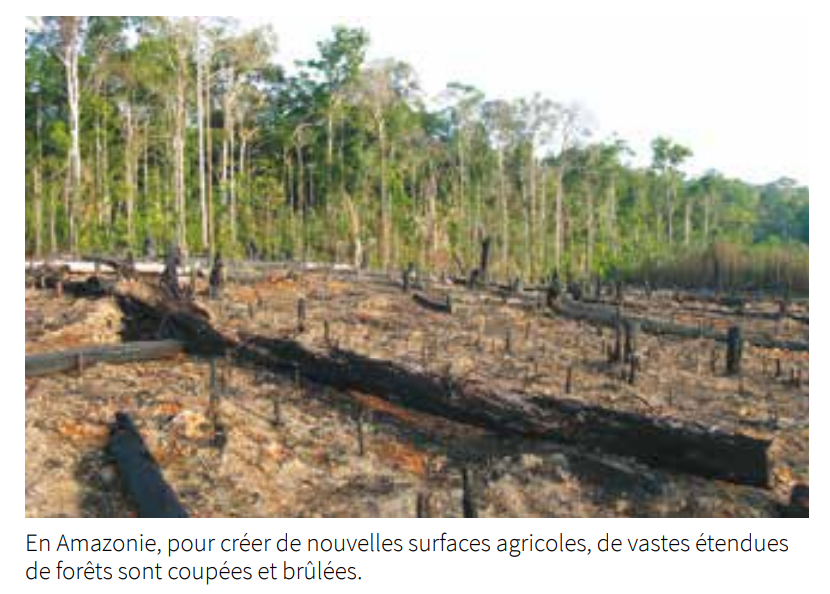 En Amazonie, pour créer de nouvelles surfaces agricoles, de vastes étendues
de forêts sont coupées et brûlées.